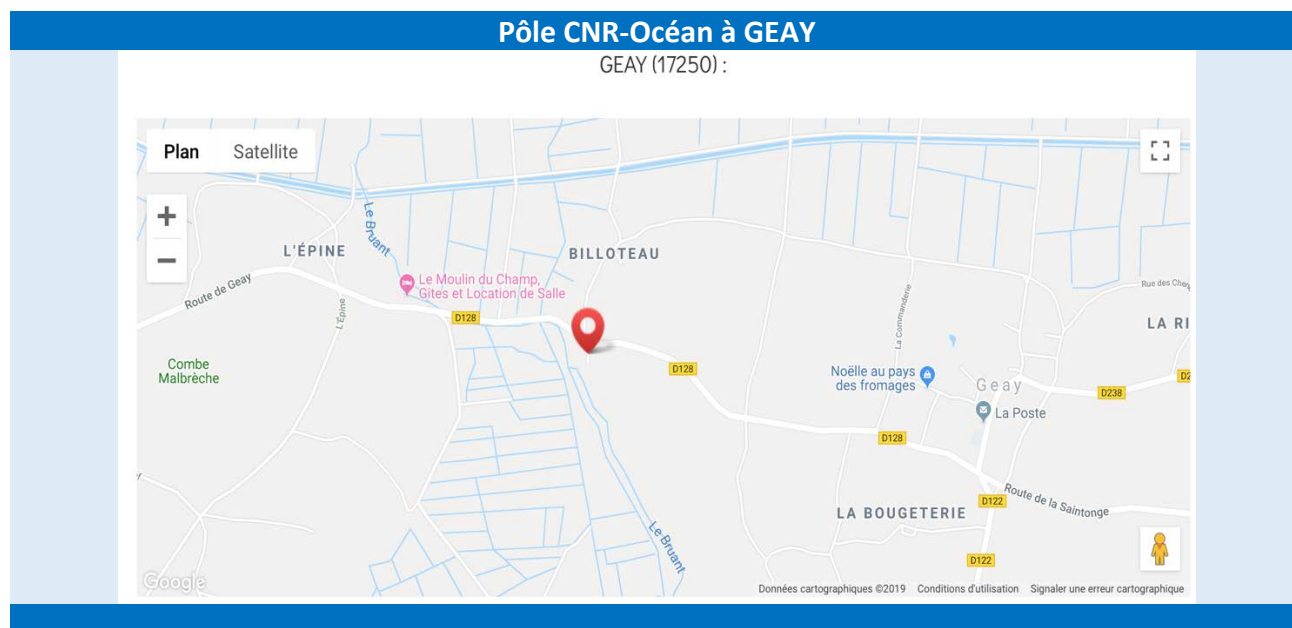 Pôle CNR-Océan à GEAY
GEAY (17250) :
Plan Satellite
+
−
L'ÉPINE
Le Bruant
BILLOTEAU
Route de Geay
Le Moulin du Champ,
Gîtes et Location de Salle
L'Épine
D128
La Commanderie
LA RI
Combe
Malbrèche
D128
Noëlle au pays
des fromages
Geay
D238
La Poste
D128
D122
Route de la Saintonge
LA BOUGETERIE
Le Bruant
D122
Google
Données cartographiques ©2019 Conditions d'utilisation Signaler une erreur cartographique